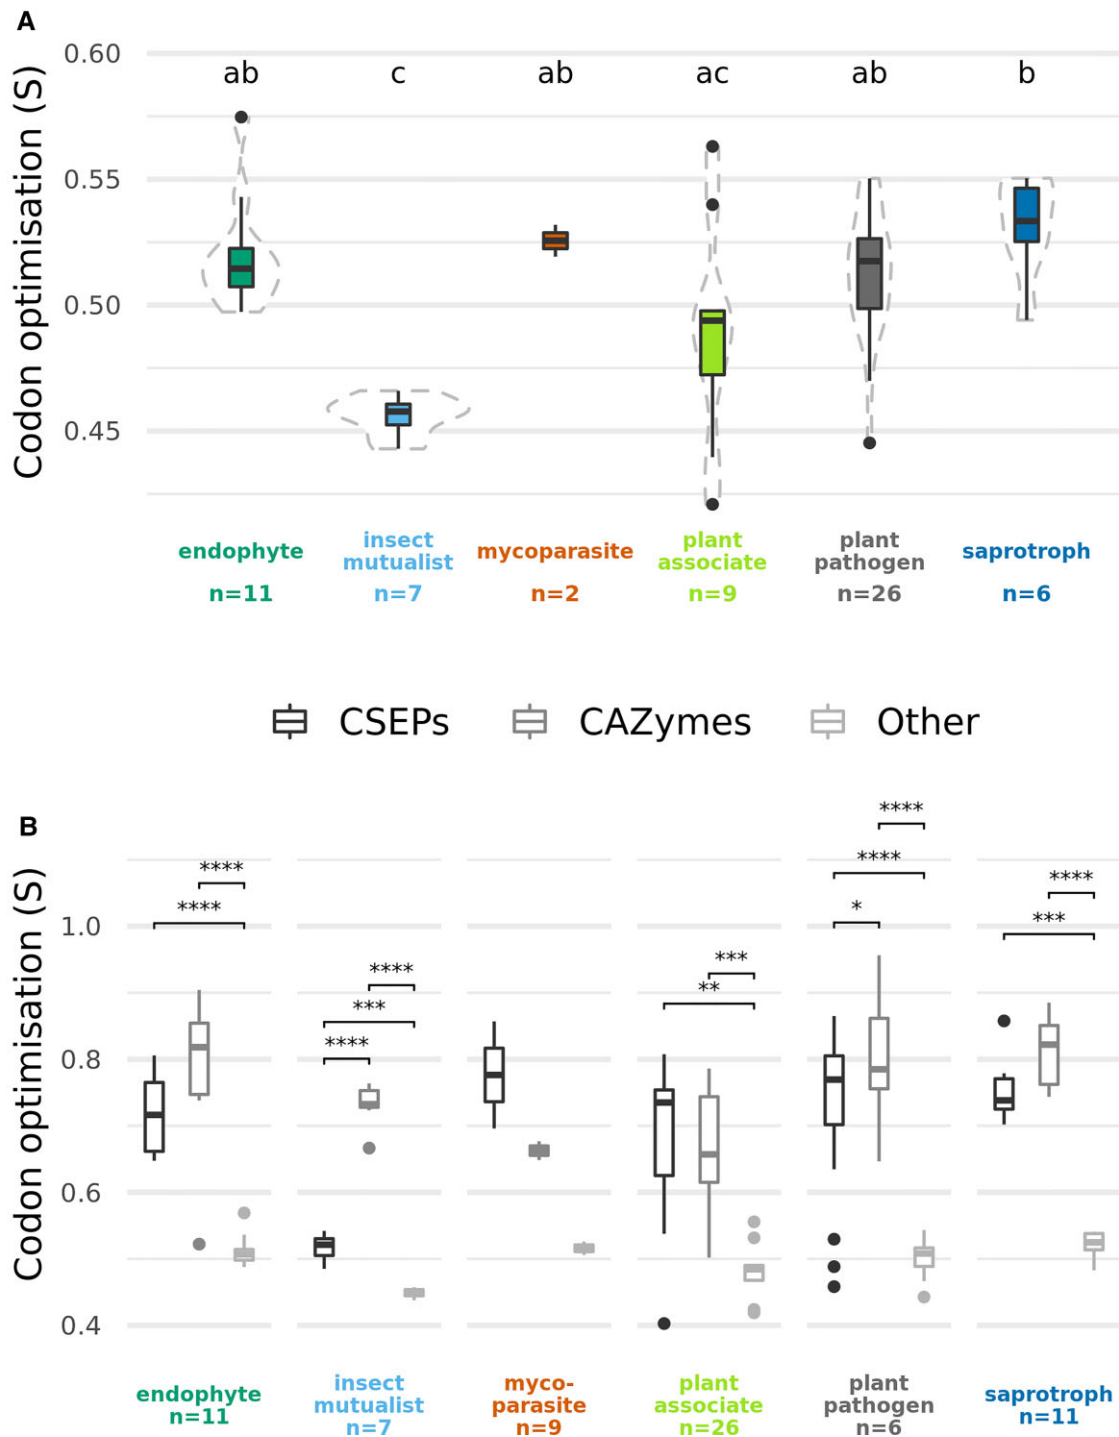 A
Codon optimisation (S)
0.60
0.55
0.50
0.45
ab c ab ac ab b
endophyte
n=11
insect
mutualist
n=7
mycoparasite
n=2
plant
associate
n=9
plant
pathogen
n=26
saprotroph
n=6
CSEPs CAZymes Other
B
Codon optimisation (S)
1.0
0.8
0.6
0.4
****
****
****
***
****
***
**
****
****
*
****
***
endophyte
n=11
insect
mutualist
n=7
myco-
parasite
n=9
plant
associate
n=26
plant
pathogen
n=6
saprotroph
n=11